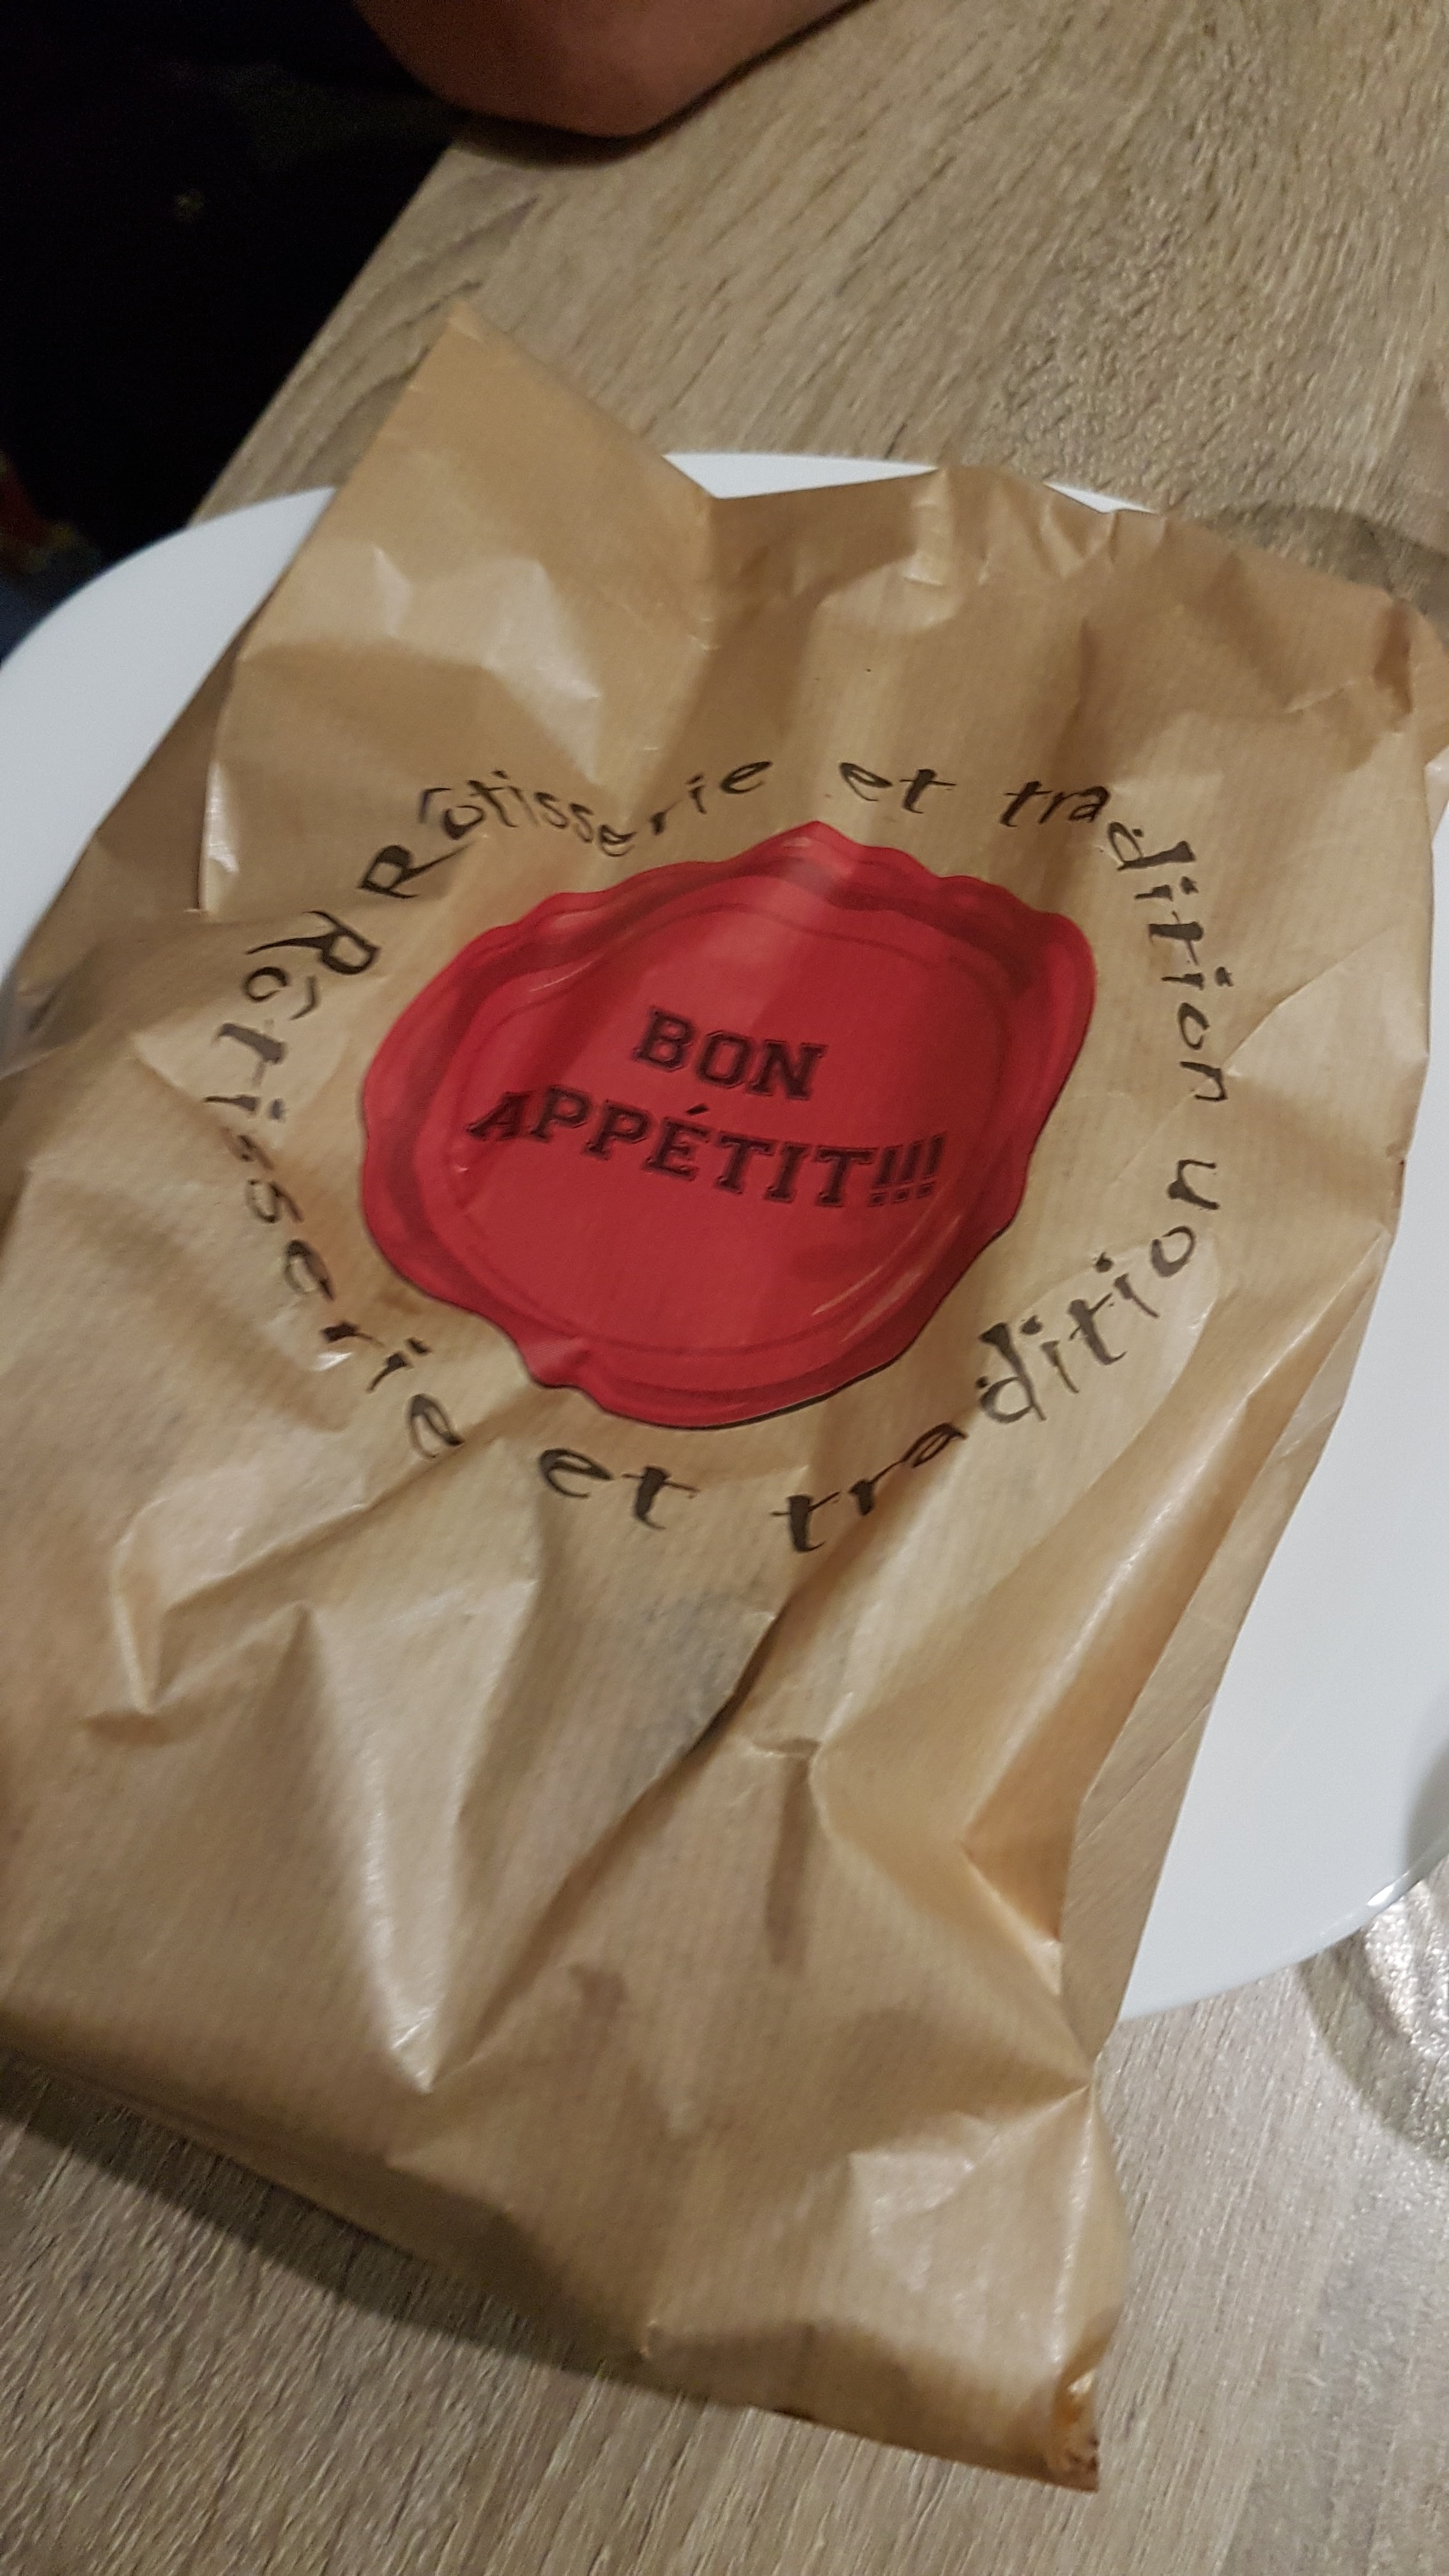 Rôtisserie et tradition
BON
APPÉTIT!!!
Rôtisserie et tradition